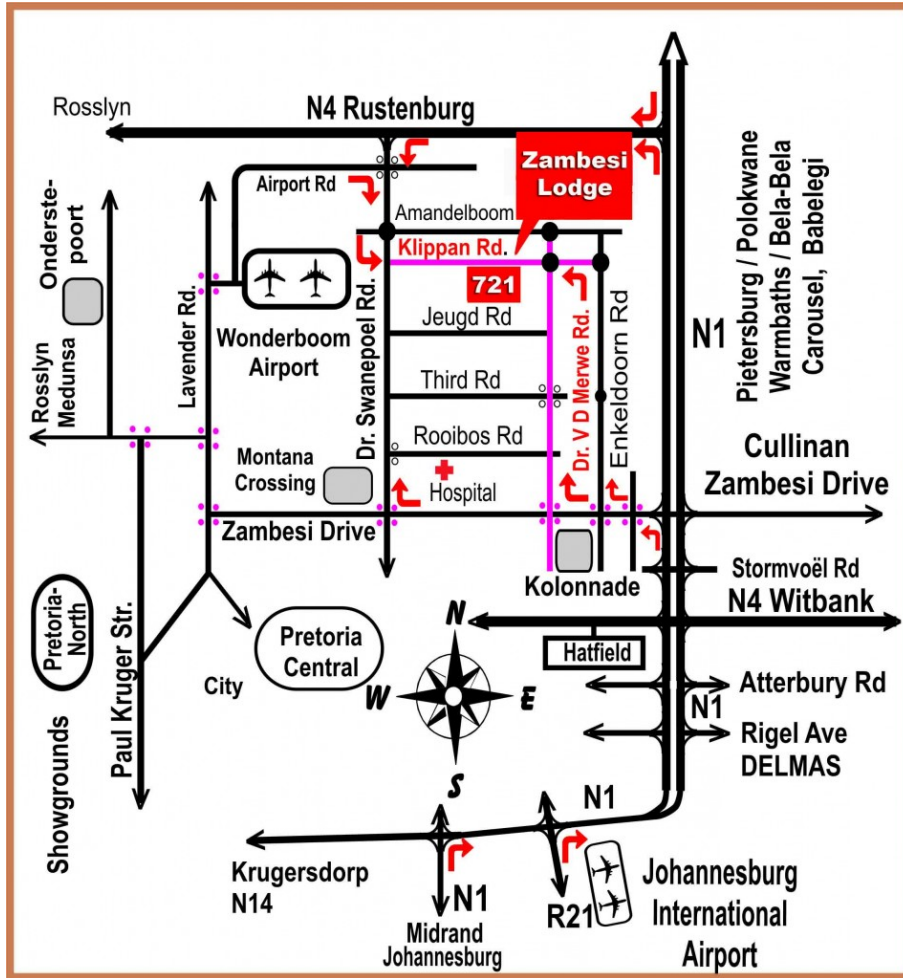 Rosslyn
N4 Rustenburg
Zambesi
Lodge
Airport Rd
Amandelboom
Klippan Rd.
721
Onderste-
poort
Lavender Rd.
Wonderboom
Airport
Dr. Swanepoel Rd.
Jeugd Rd
Third Rd
Rooibos Rd
Hospital
Dr. V D Merwe Rd.
Enkeldoorn Rd
N1
Pietersburg / Polokwane
Warmbaths / Bela-Bela
Carousel, Babelegi
Rosslyn
Medunsa
Montana
Crossing
Zambesi Drive
Cullinan
Zambesi Drive
Kolonnade
Stormvoël Rd
N4 Witbank
Hatfield
Pretoria-
North
Paul Kruger Str.
Showgrounds
City
Pretoria
Central
N
W
E
S
Atterbury Rd
N1
Rigel Ave
DELMAS
N1
Krugersdorp
N14
N1
Midrand
Johannesburg
R21
Johannesburg
International
Airport